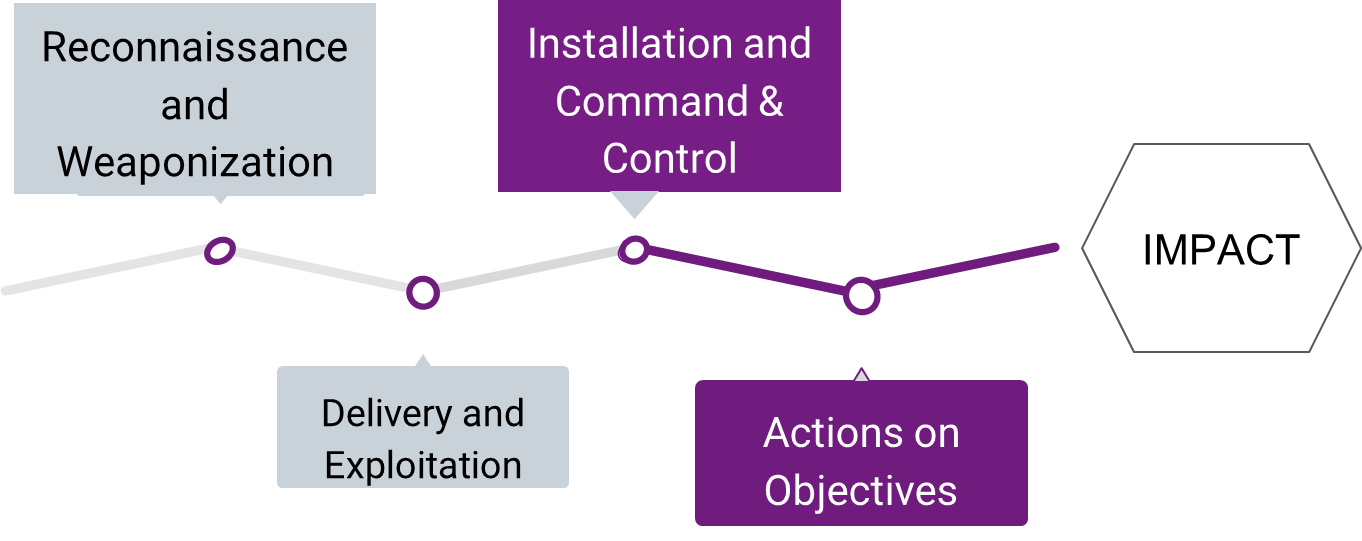 Reconnaissance
and
Weaponization
Installation and
Command &
Control
IMPACT
Delivery and
Exploitation
Actions on
Objectives